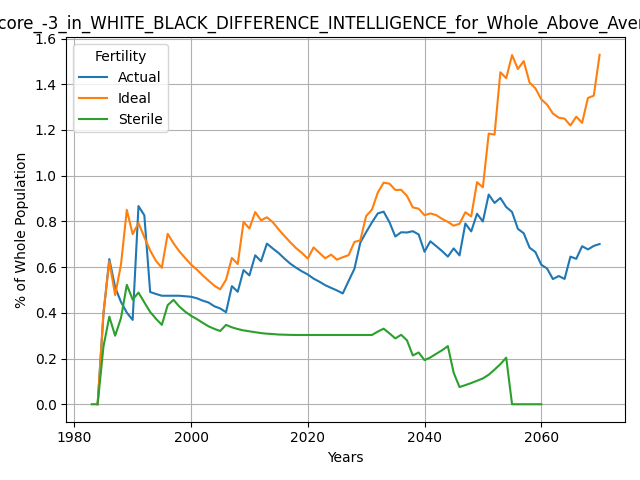 core_-3_in_WHITE_BLACK_DIFFERENCE_INTELLIGENCE_for_Whole_Above_Aver
1.6
1.4
1.2
1.0
0.8
0.6
0.4
0.2
0.0
% of Whole Population
Fertility
Actual
Ideal
Sterile
1980
2000
2020
2040
2060
Years